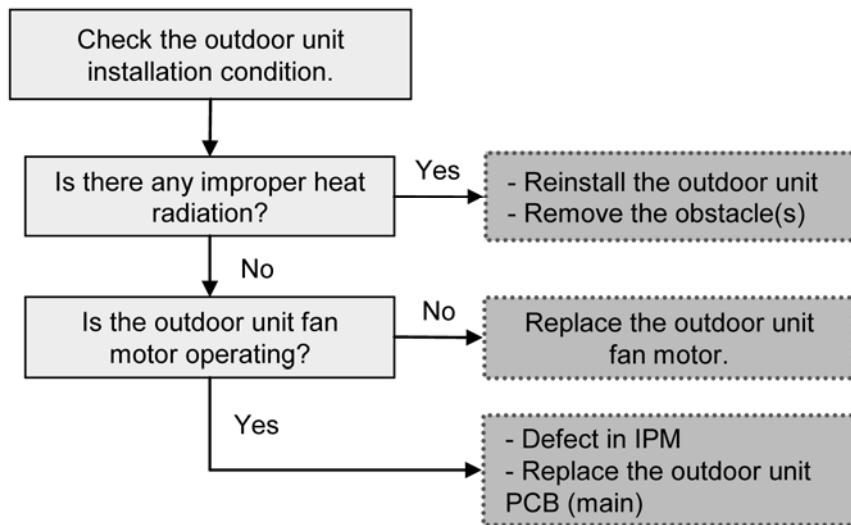 Check the outdoor unit
installation condition.
Is there any improper heat
radiation?
Yes
- Reinstall the outdoor unit
- Remove the obstacle(s)
No
Is the outdoor unit fan
motor operating?
No
Replace the outdoor unit
fan motor.
Yes
- Defect in IPM
- Replace the outdoor unit
PCB (main)